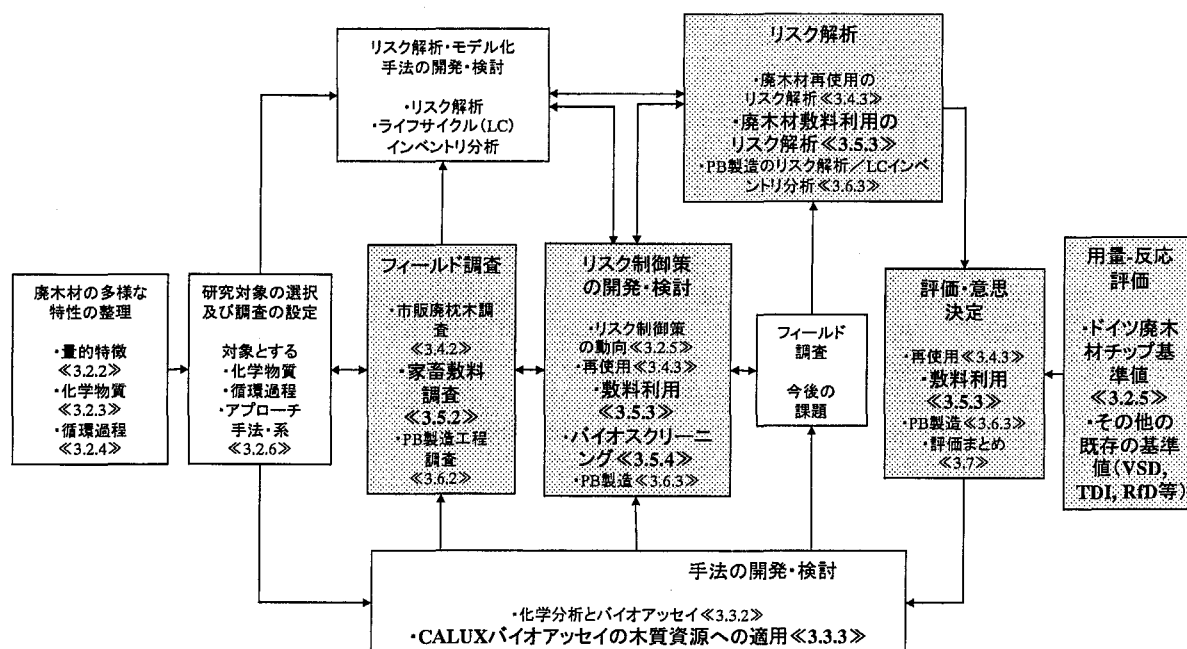 リスク解析・モデル化
手法の開発・検討
・リスク解析
・ライフサイクル(LC)
インベントリ分析
リスク解析
・廃木材再使用の
リスク解析≪3.4.3≫
・廃木材敷料利用の
リスク解析
≪3.5.3≫
・PB製造のリスク解析／LCインベ
ントリ分析≪3.6.3≫
廃木材の多様な
特性の整理
・量的特徴
≪3.2.2≫
・化学物質
≪3.2.3≫
・循環過程
≪3.2.4≫
研究対象の選択
及び調査の設定
対象とする
・化学物質
・循環過程
・アプローチ
手法・系
≪3.2.6≫
フィールド調査
・市販廃枕木調
査
≪3.4.2≫
・家畜敷料
調査
≪3.5.2≫
・PB製造工程
調査
≪3.6.2≫
リスク制御策
の開発・検討
・リスク制御策
の動向≪3.2.5≫
・再使用≪3.4.3≫
・敷料利用
≪3.5.3≫
・バイオスクリーニ
ング≪3.5.4≫
・PB製造≪3.6.3≫
フィールド
調査
今後の
課題
評価・意思
決定
・再使用≪3.4.3≫
・敷料利用
≪3.5.3≫
・PB製造≪3.6.3≫
・評価まとめ
≪3.7≫
用量-反応
評価
・ドイツ廃木
材チップ基
準値
≪3.2.5≫
・その他の
既存の基準
値(VSD,
TDI, RfD等)
手法の開発・検討
・化学分析とバイオアッセイ≪3.3.2≫
・CALUXバイオアッセイの木質資源への適用≪3.3.3≫